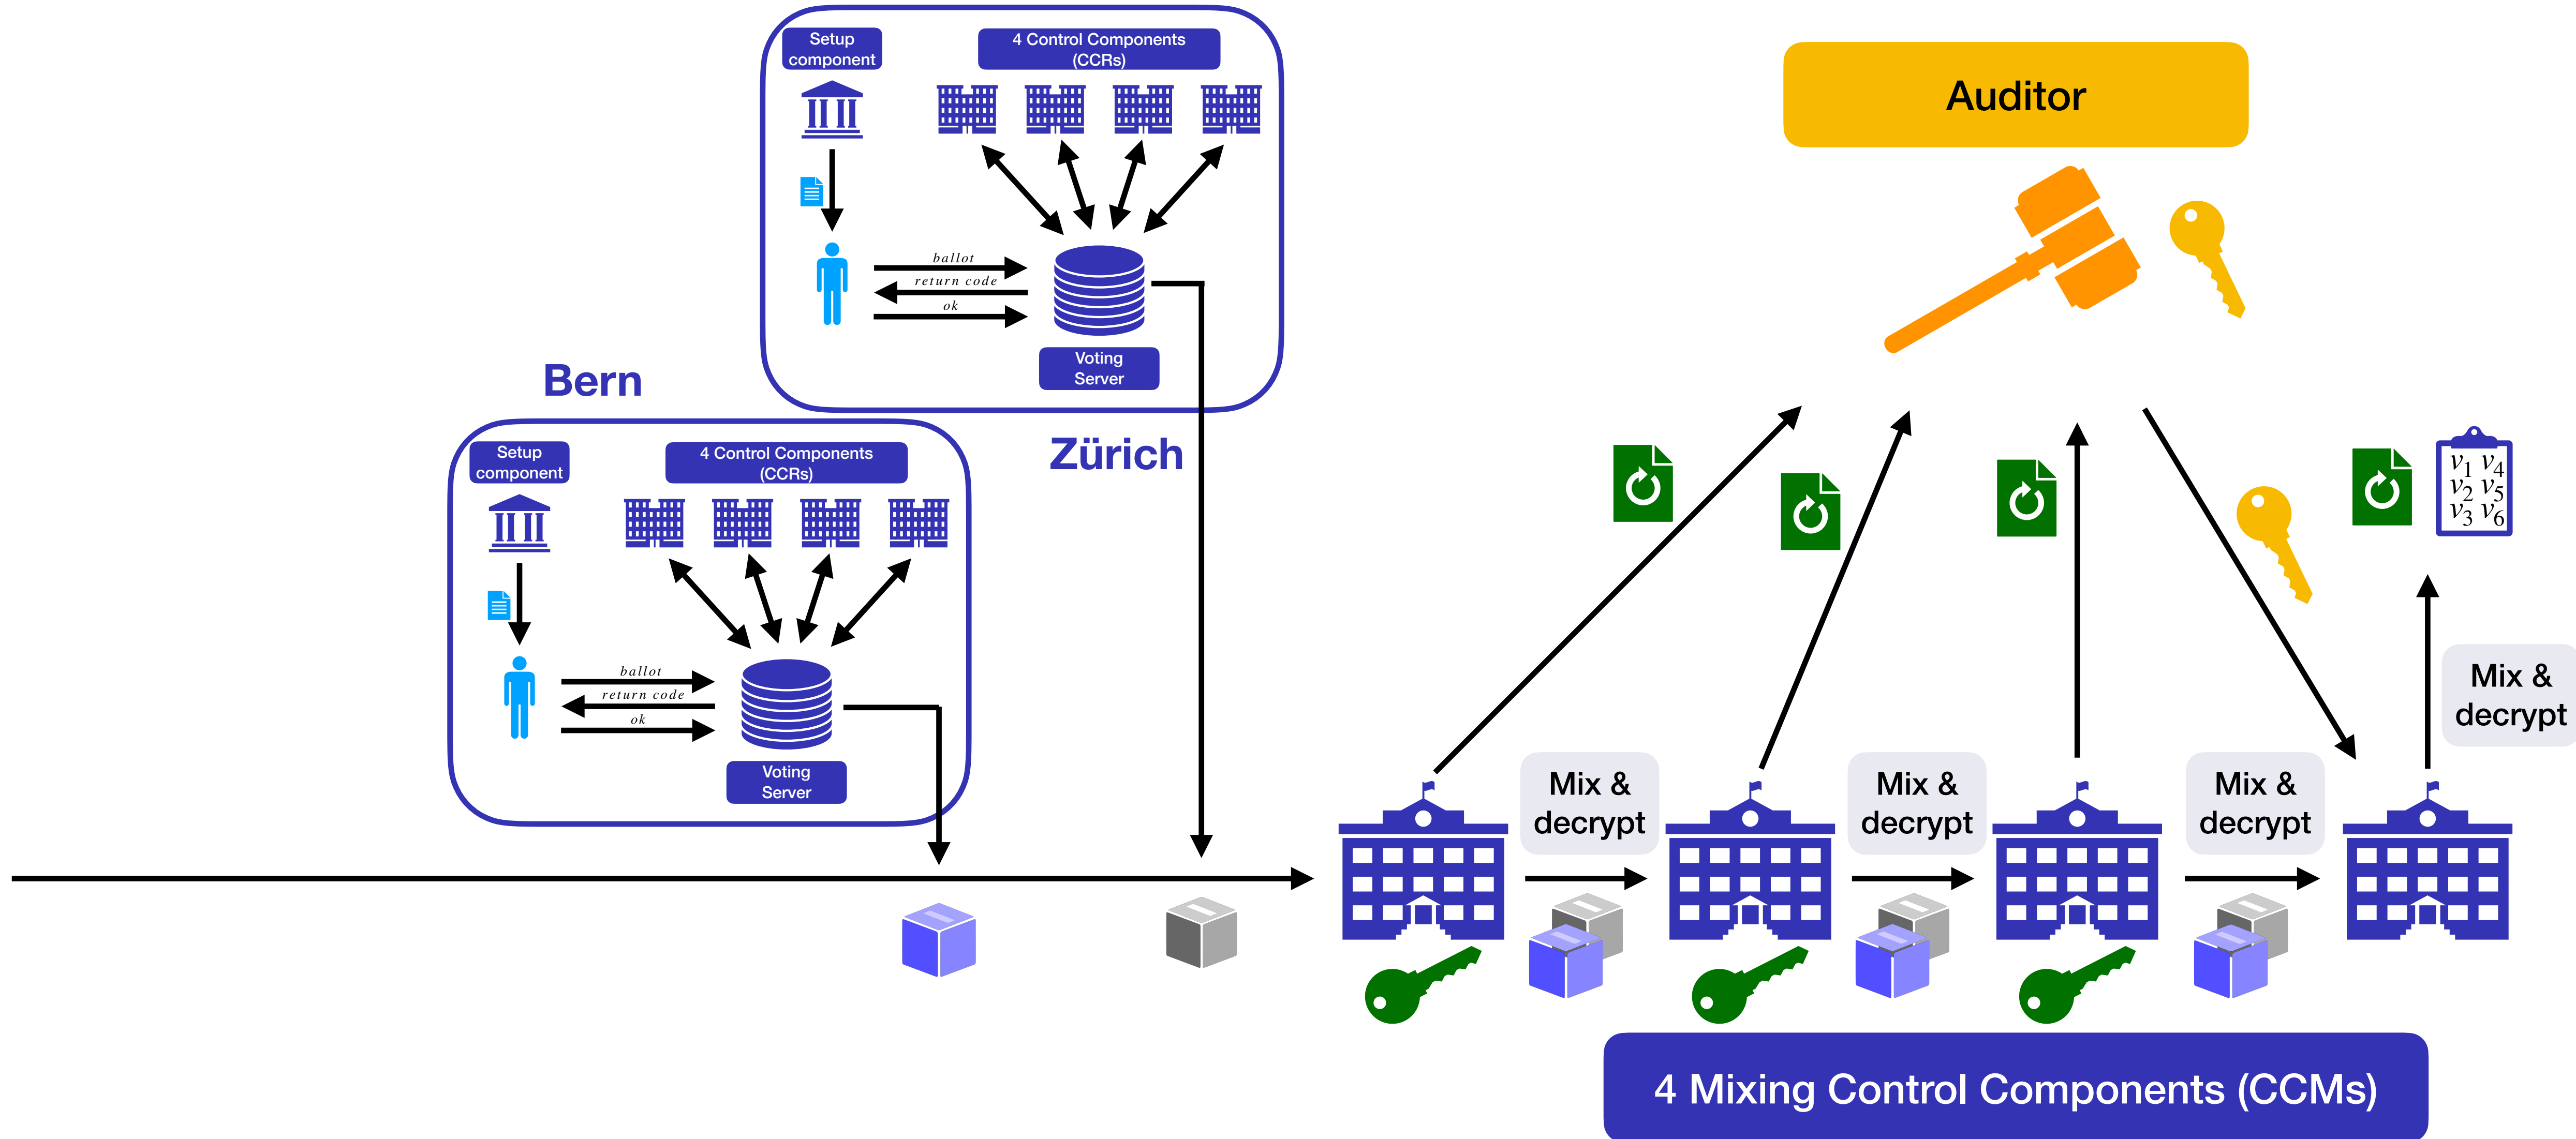 Setup
component
4 Control Components
(CCRs)
ballot
return code
ok
Voting
Server
Zürich
Bern
Setup
component
4 Control Components
(CCRs)
ballot
return code
ok
Voting
Server
Auditor
v1 v4
v2 v5
v3 v6
Mix &
decrypt
Mix &
decrypt
Mix &
decrypt
Mix &
decrypt
4 Mixing Control Components (CCMs)